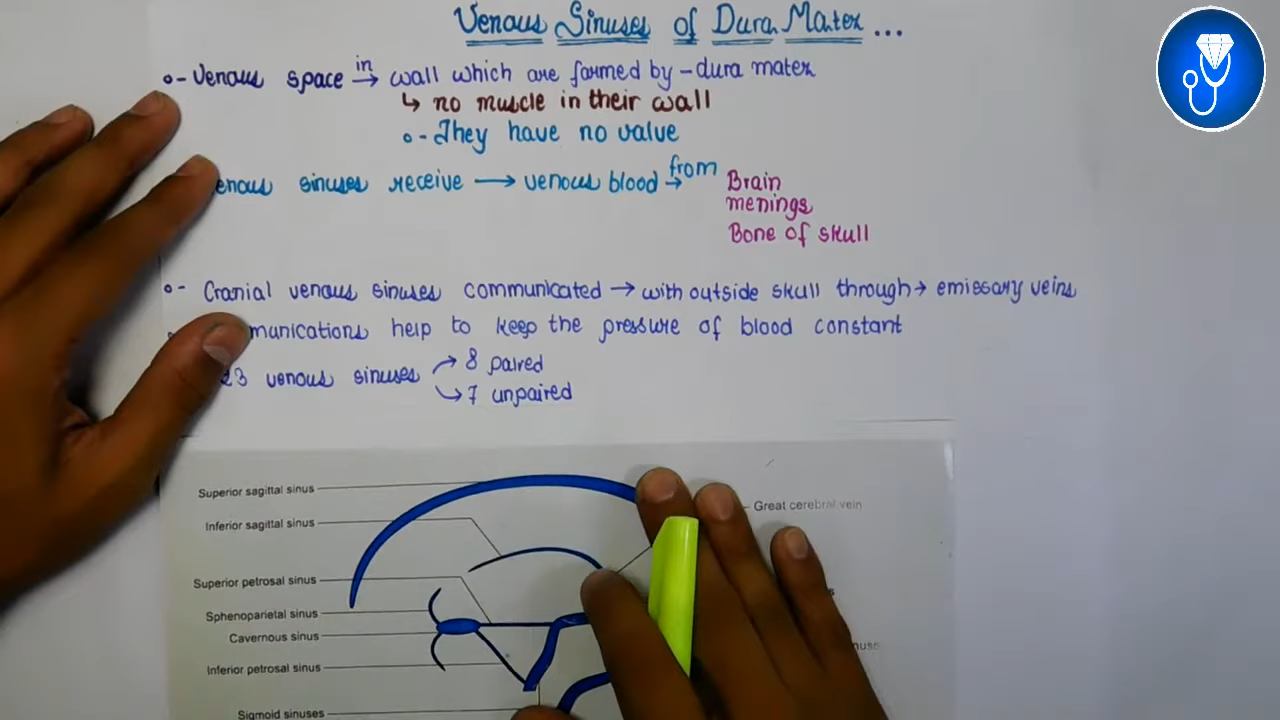 Venous Sinuses of Dura Mater...
Venous space in → wall which are formed by - dura mater
↳ no muscle in their wall
They have no value
enous sinuses receive → venous blood from →
Brain
menings
Bone of skull
Cranial venous sinuses communicated → with outside skull through → emissary veins
munications help to keep the pressure of blood constant
23 venous sinuses
8 paired
7 unpaired
Superior sagittal sinus
Great cerebral vein
Inferior sagittal sinus
Superior petrosal sinus
Sphenoparietal sinus
Cavernous sinus
Inferior petrosal sinus
Sigmoid sinuses